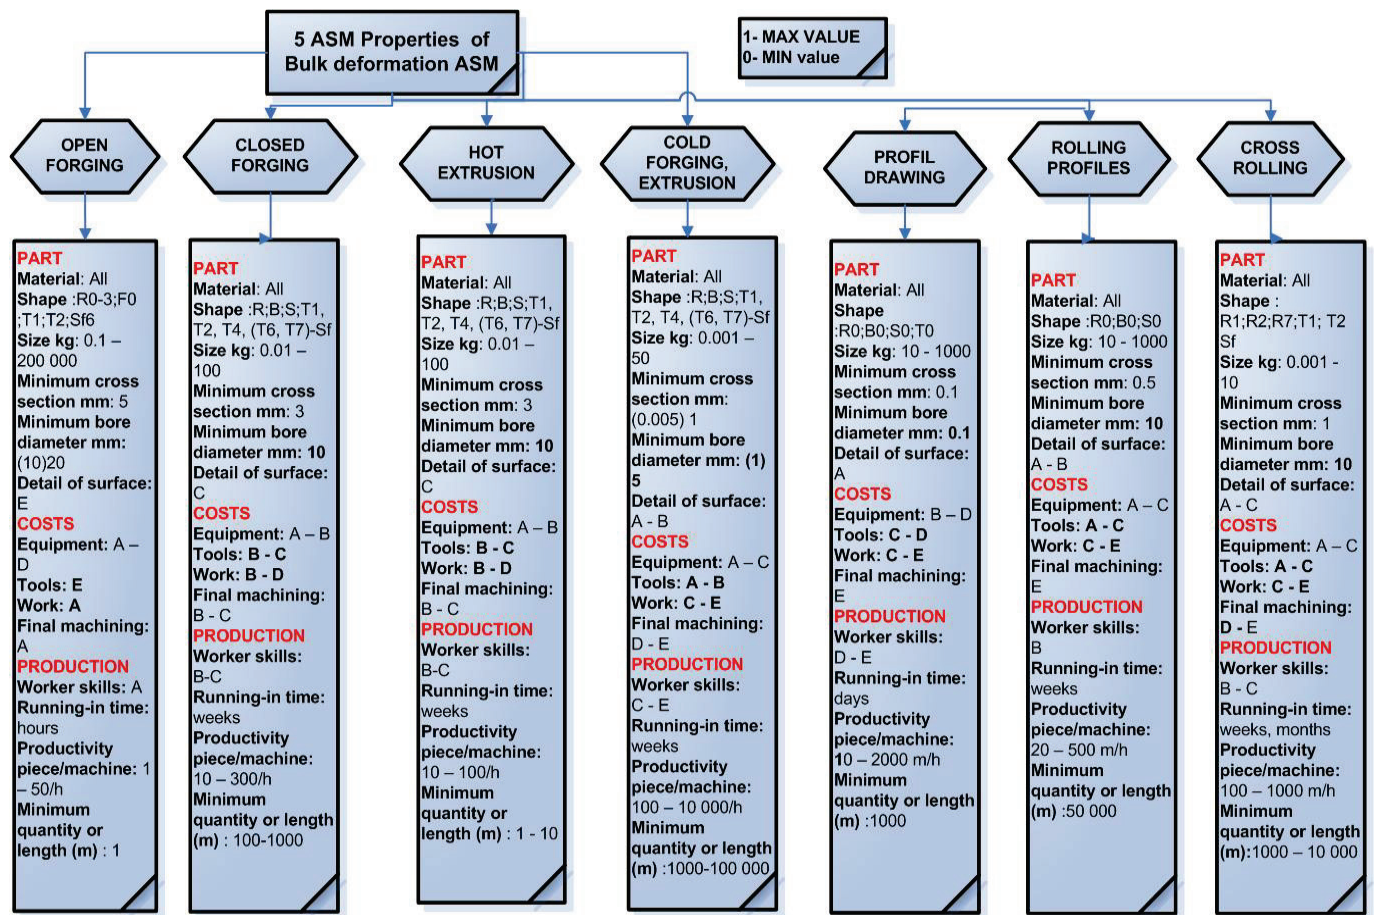 5 ASM Properties of
Bulk deformation ASM
1- MAX VALUE
0- MIN value
OPEN
FORGING
CLOSED
FORGING
HOT
EXTRUSION
COLD
FORGING,
EXTRUSION
PROFIL
DRAWING
ROLLING
PROFILES
CROSS
ROLLING
PART
Material: All
Shape :R0-3;F0
;T1;T2;Sf6
Size kg: 0.1 –
200 000
Minimum cross
section mm: 5
Minimum bore
diameter mm:
(10)20
Detail of surface:
E
COSTS
Equipment: A –
D
Tools: E
Work: A
Final machining:
A
PRODUCTION
Worker skills: A
Running-in time:
hours
Productivity
piece/machine: 1
– 50/h
Minimum
quantity or
length (m) : 1
PART
Material: All
Shape :R;B;S;T1,
T2, T4, (T6, T7)-Sf
Size kg: 0.01 –
100
Minimum cross
section mm: 3
Minimum bore
diameter mm: 10
Detail of surface:
C
COSTS
Equipment: A – B
Tools: B - C
Work: B - D
Final machining:
B - C
PRODUCTION
Worker skills:
B-C
Running-in time:
weeks
Productivity
piece/machine:
10 – 300/h
Minimum
quantity or length
(m) : 100-1000
PART
Material: All
Shape :R;B;S;T1,
T2, T4, (T6, T7)-Sf
Size kg: 0.01 –
100
Minimum cross
section mm: 3
Minimum bore
diameter mm: 10
Detail of surface:
C
COSTS
Equipment: A – B
Tools: B - C
Work: B - D
Final machining:
B - C
PRODUCTION
Worker skills:
B-C
Running-in time:
weeks
Productivity
piece/machine:
10 – 100/h
Minimum
quantity or
length (m) : 1 - 10
PART
Material: All
Shape :R;B;S;T1,
T2, T4, (T6, T7)-Sf
Size kg: 0.001 –
50
Minimum cross
section mm:
(0.005) 1
Minimum bore
diameter mm: (1)
5
Detail of surface:
A - B
COSTS
Equipment: A – C
Tools: A - B
Work: C - E
Final machining:
D - E
PRODUCTION
Worker skills:
C - E
Running-in time:
weeks
Productivity
piece/machine:
100 – 10 000/h
Minimum
quantity or length
(m) :1000-100 000
PART
Material: All
Shape
:R0;B0;S0;T0
Size kg: 10 - 1000
Minimum cross
section mm: 0.1
Minimum bore
diameter mm: 0.1
Detail of surface:
A
COSTS
Equipment: B – D
Tools: C - D
Work: C - E
Final machining:
E
PRODUCTION
Worker skills:
D - E
Running-in time:
days
Productivity
piece/machine:
10 – 2000 m/h
Minimum
quantity or length
(m) :1000
PART
Material: All
Shape :R0;B0;S0
Size kg: 10 - 1000
Minimum cross
section mm: 0.5
Minimum bore
diameter mm: 10
Detail of surface:
A - B
COSTS
Equipment: A – C
Tools: A - C
Work: C - E
Final machining:
E
PRODUCTION
Worker skills:
B
Running-in time:
weeks
Productivity
piece/machine:
20 – 500 m/h
Minimum
quantity or length
(m) :50 000
PART
Material: All
Shape :
R1;R2;R7;T1; T2
Sf
Size kg: 0.001 -
10
Minimum cross
section mm: 1
Minimum bore
diameter mm: 10
Detail of surface:
A - C
COSTS
Equipment: A – C
Tools: A - C
Work: C - E
Final machining:
D - E
PRODUCTION
Worker skills:
B - C
Running-in time:
weeks, months
Productivity
piece/machine:
100 – 1000 m/h
Minimum
quantity or length
(m):1000 – 10 000